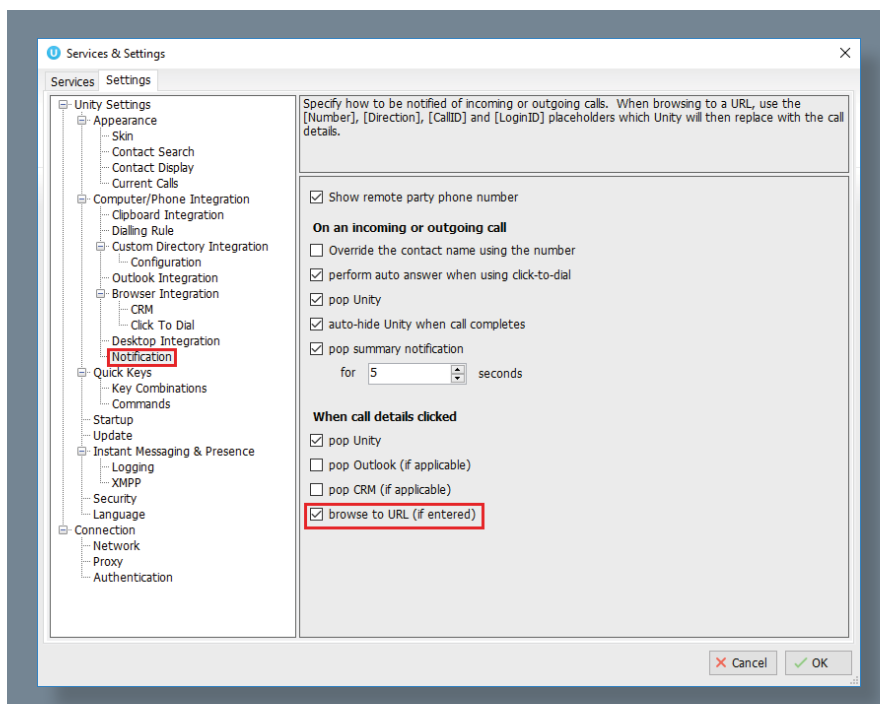 Services & Settings
Services Settings
Unity Settings
Appearance
Skin
Contact Search
Contact Display
Current Calls
Computer/Phone Integration
Clipboard Integration
Dialling Rule
Custom Directory Integration
Configuration
Outlook Integration
Browser Integration
CRM
Click To Dial
Desktop Integration
Notification
Quick Keys
Key Combinations
Commands
Startup
Update
Instant Messaging & Presence
Logging
XMPP
Security
Language
Connection
Network
Proxy
Authentication
Specify how to be notified of incoming or outgoing calls. When browsing to a URL, use the
[Number], [Direction], [CallID] and [LoginID] placeholders which Unity will then replace with the call
details.
Show remote party phone number
On an incoming or outgoing call
Override the contact name using the number
perform auto answer when using click-to-dial
pop Unity
auto-hide Unity when call completes
pop summary notification
for 5 seconds
When call details clicked
pop Unity
pop Outlook (if applicable)
pop CRM (if applicable)
browse to URL (if entered)
Cancel OK